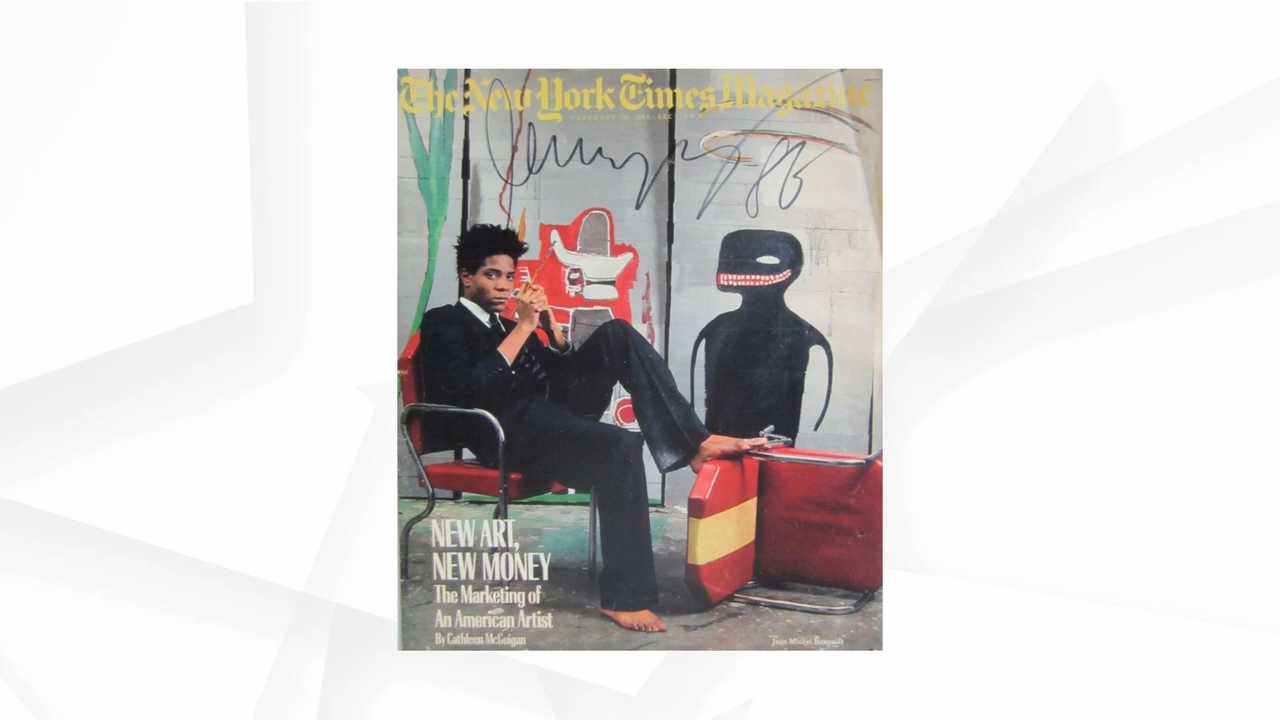 The New York Times Magazine
NEW ART,
NEW MONEY
The Marketing of
An American Artist
By Cathleen McGuigan
Jean Michel Basquiat